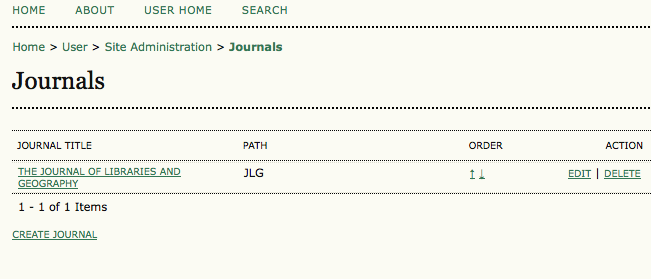 HOME ABOUT USER HOME SEARCH
Home > User > Site Administration > Journals
Journals
JOURNAL TITLE PATH ORDER ACTION
THE JOURNAL OF LIBRARIES AND GEOGRAPHY JLG ↑ ↓ EDIT | DELETE
1 - 1 of 1 Items
CREATE JOURNAL